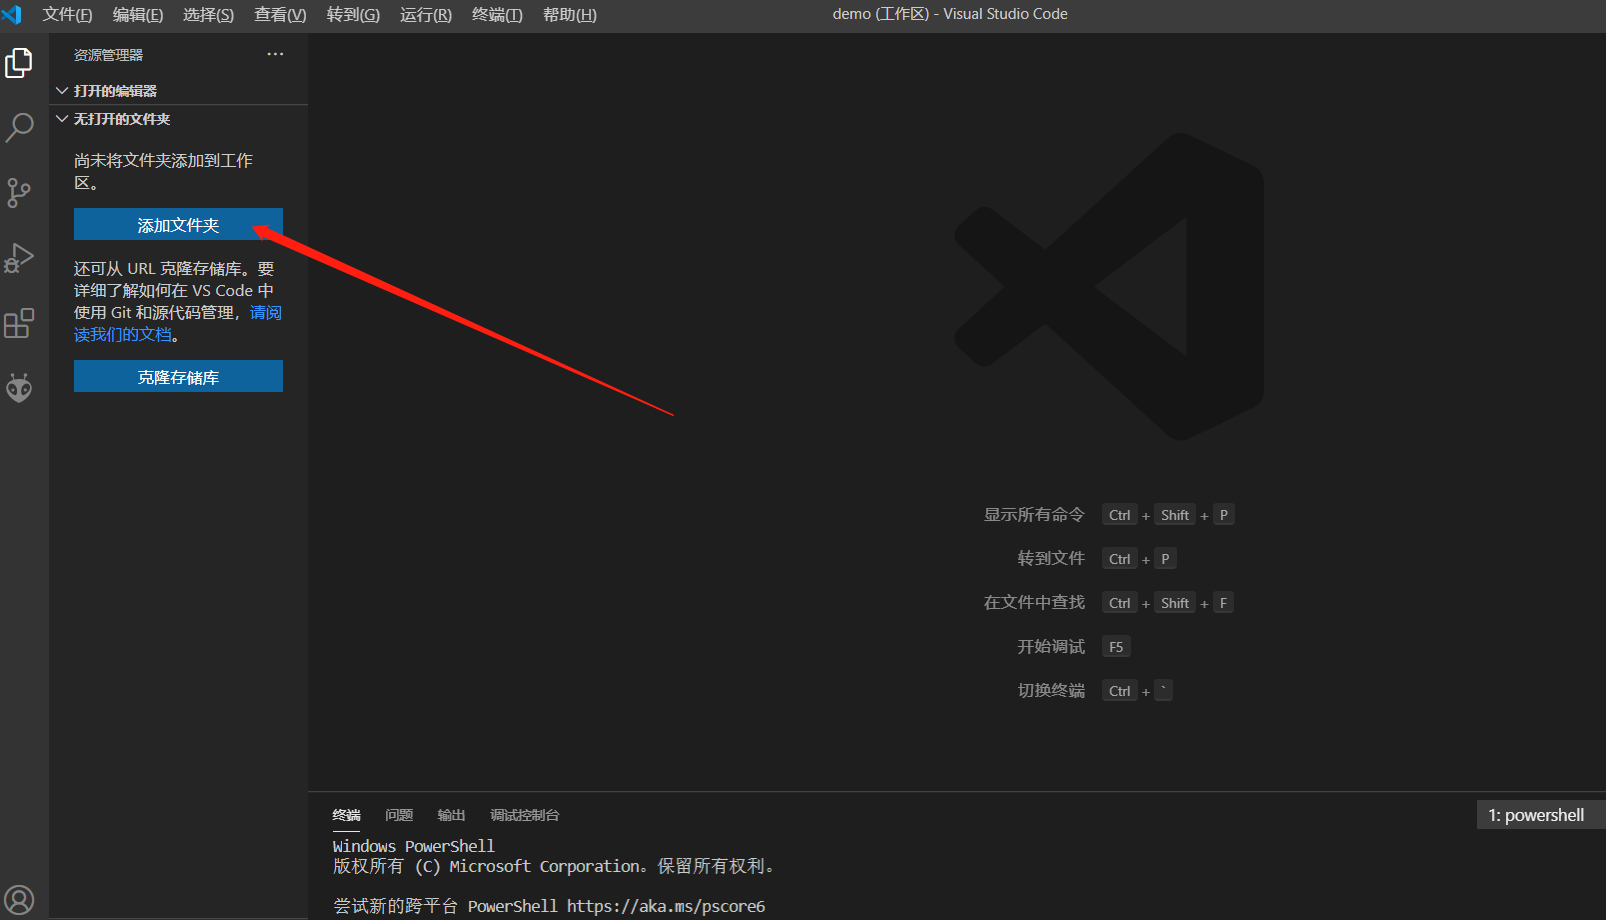 文件(F) 编辑(E) 选择(S) 查看(V) 转到(G) 运行(R) 终端(T) 帮助(H) demo (工作区) - Visual Studio Code
资源管理器 ···
打开的编辑器
无打开的文件夹
尚未将文件夹添加到工作
区。
添加文件夹
还可从 URL 克隆存储库。要
详细了解如何在 VS Code 中
使用 Git 和源代码管理，请阅
读我们的文档。
克隆存储库
显示所有命令 Ctrl + Shift + P
转到文件 Ctrl + P
在文件中查找 Ctrl + Shift + F
开始调试 F5
切换终端 Ctrl + `
终端 问题 输出 调试控制台 1: powershell
Windows PowerShell
版权所有 (C) Microsoft Corporation。保留所有权利。
尝试新的跨平台 PowerShell https://aka.ms/pscore6